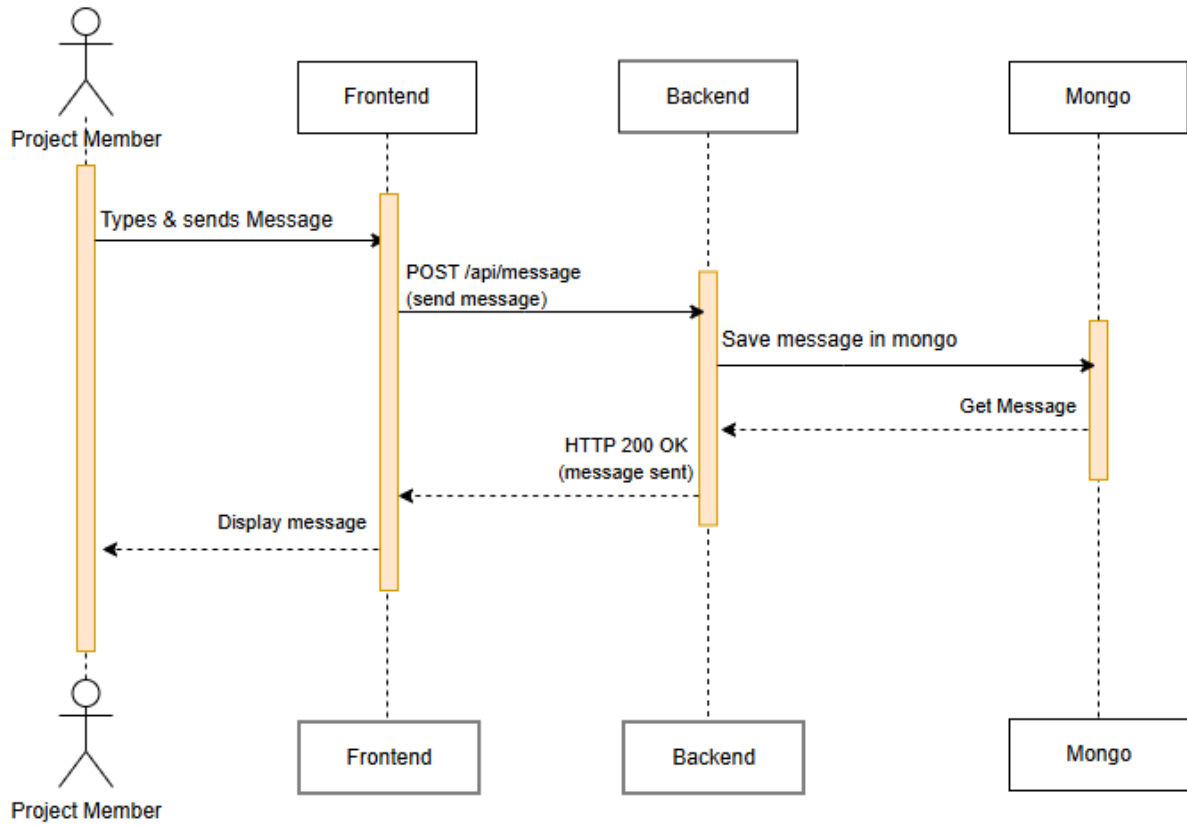 Project Member
Frontend
Backend
Mongo
Types & sends Message
POST /api/message
(send message)
Save message in mongo
Get Message
HTTP 200 OK
(message sent)
Display message
Project Member
Frontend
Backend
Mongo